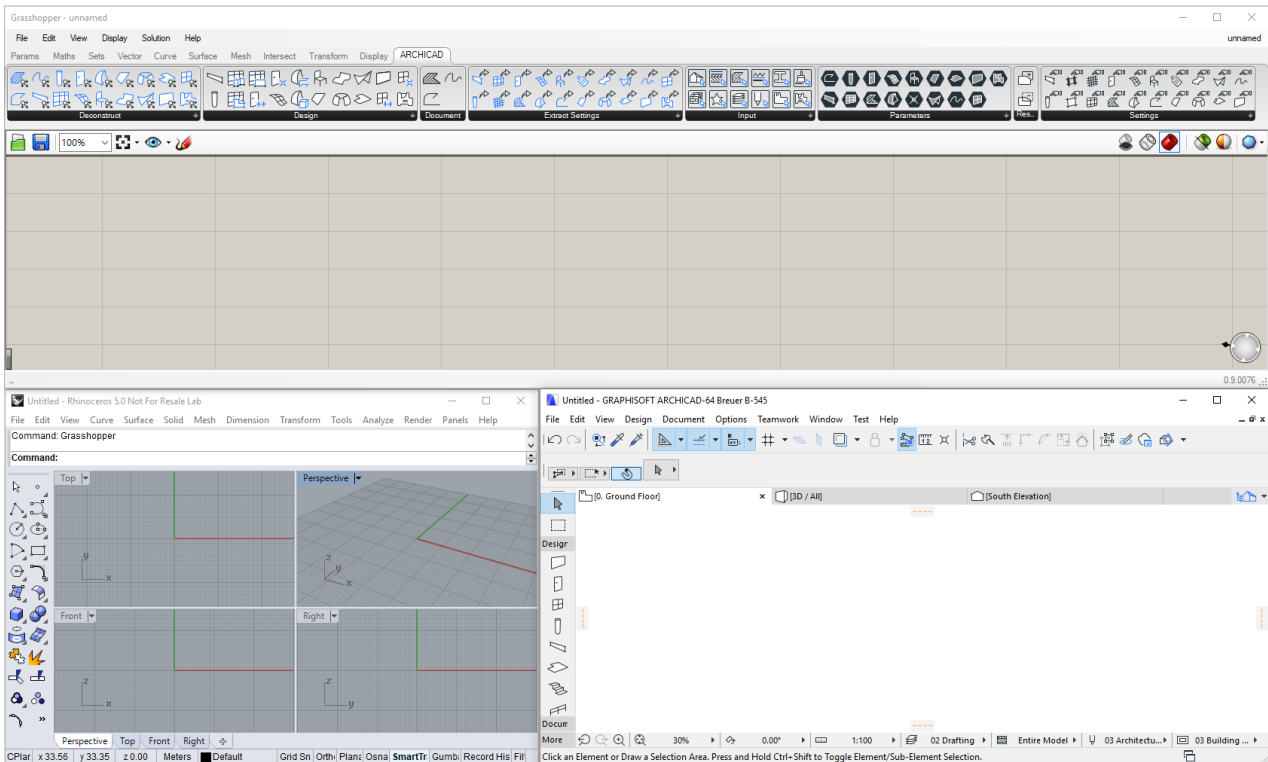 Grasshopper - unnamed
File Edit View Display Solution Help unnamed
Params Maths Sets Vector Curve Surface Mesh Intersect Transform Display ARCHICAD
Deconstruct Design Document Extract Settings Input Parameters Res.. Settings
100%
0.9.0076
Untitled - Rhinoceros 5.0 Not For Resale Lab
File Edit View Curve Surface Solid Mesh Dimension Transform Tools Analyze Render Panels Help
Command: Grasshopper
Command:
Top Perspective
y x z y x
Front Right
z x z y
Perspective Top Front Right
CPlar x 33.56 y 33.35 z 0.00 Meters Default Grid Sn Orth Plana Osna SmartTr Gumb Record His Filt
Untitled - GRAPHISOFT ARCHICAD-64 Breuer B-545
File Edit View Design Document Options Teamwork Window Test Help
[0. Ground Floor] [3D / All] [South Elevation]
Desigr
Docum
More 30% 0.00° 1:100 02 Drafting Entire Model 03 Architectu... 03 Building ...
Click an Element or Draw a Selection Area. Press and Hold Ctrl+Shift to Toggle Element/Sub-Element Selection.